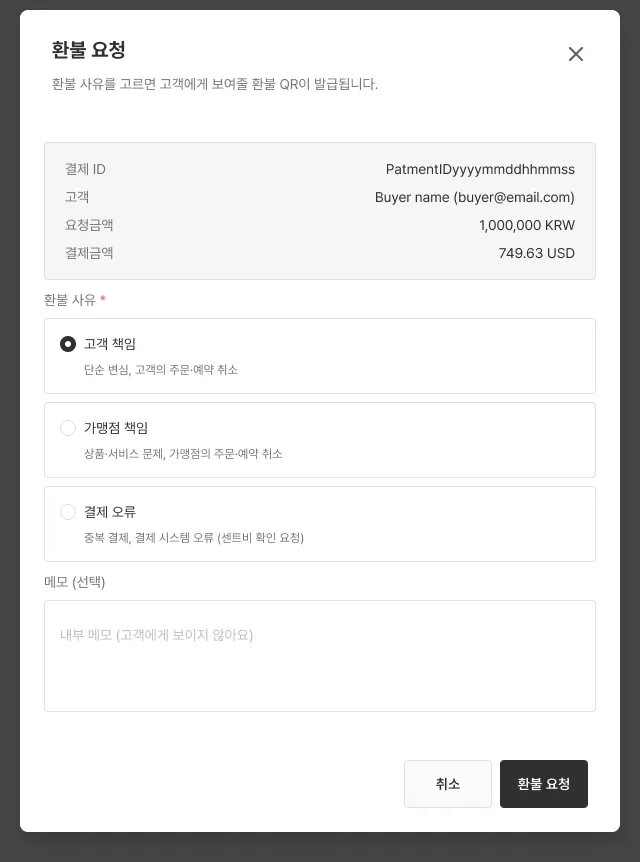 환불 요청
환불 사유를 고르면 고객에게 보여줄 환불 QR이 발급됩니다.
결제 ID PatmentIDyyyymmddhhmmss
고객 Buyer name (buyer@email.com)
요청금액 1,000,000 KRW
결제금액 749.63 USD
환불 사유 *
고객 책임
단순 변심, 고객의 주문·예약 취소
가맹점 책임
상품·서비스 문제, 가맹점의 주문·예약 취소
결제 오류
중복 결제, 결제 시스템 오류 (센트비 확인 요청)
메모 (선택)
내부 메모 (고객에게 보이지 않아요)
취소 환불 요청